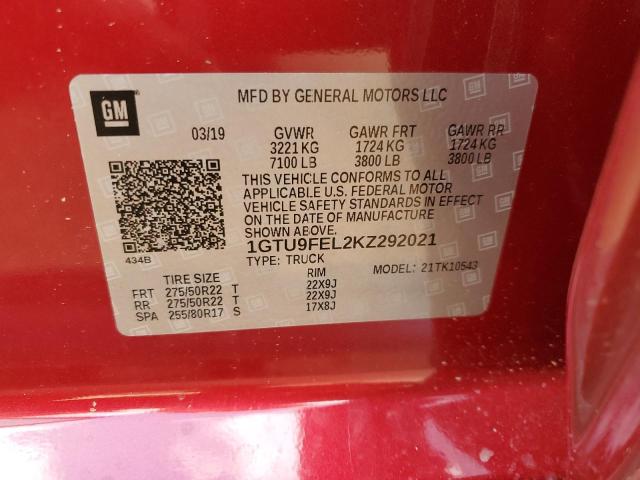 GM
MFD BY GENERAL MOTORS LLC
03/19 GVWR GAWR FRT GAWR RR
3221 KG 1724 KG 1724 KG
7100 LB 3800 LB 3800 LB
THIS VEHICLE CONFORMS TO ALL
APPLICABLE U.S. FEDERAL MOTOR
VEHICLE SAFETY STANDARDS IN EFFECT
ON THE DATE OF MANUFACTURE
SHOWN ABOVE.
1GTU9FEL2KZ292021
434B TYPE: TRUCK MODEL: 21TK10543
TIRE SIZE RIM
FRT 275/50R22 T 22X9J
RR 275/50R22 T 22X9J
SPA 255/80R17 S 17X8J